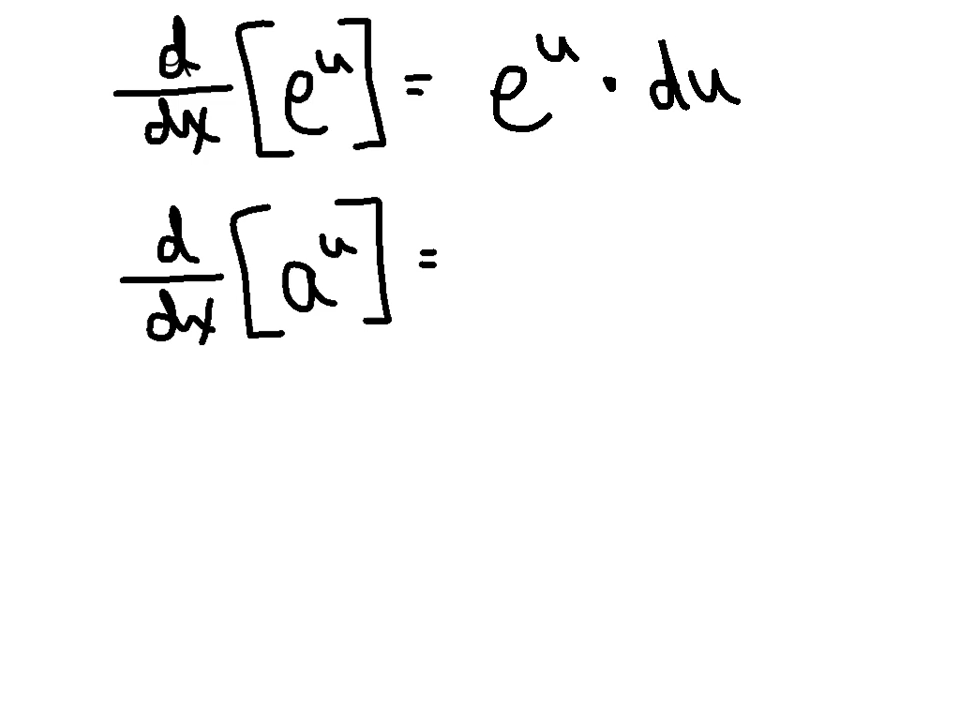 d/dx [e^u] = e^u · du
d/dx [a^u] =